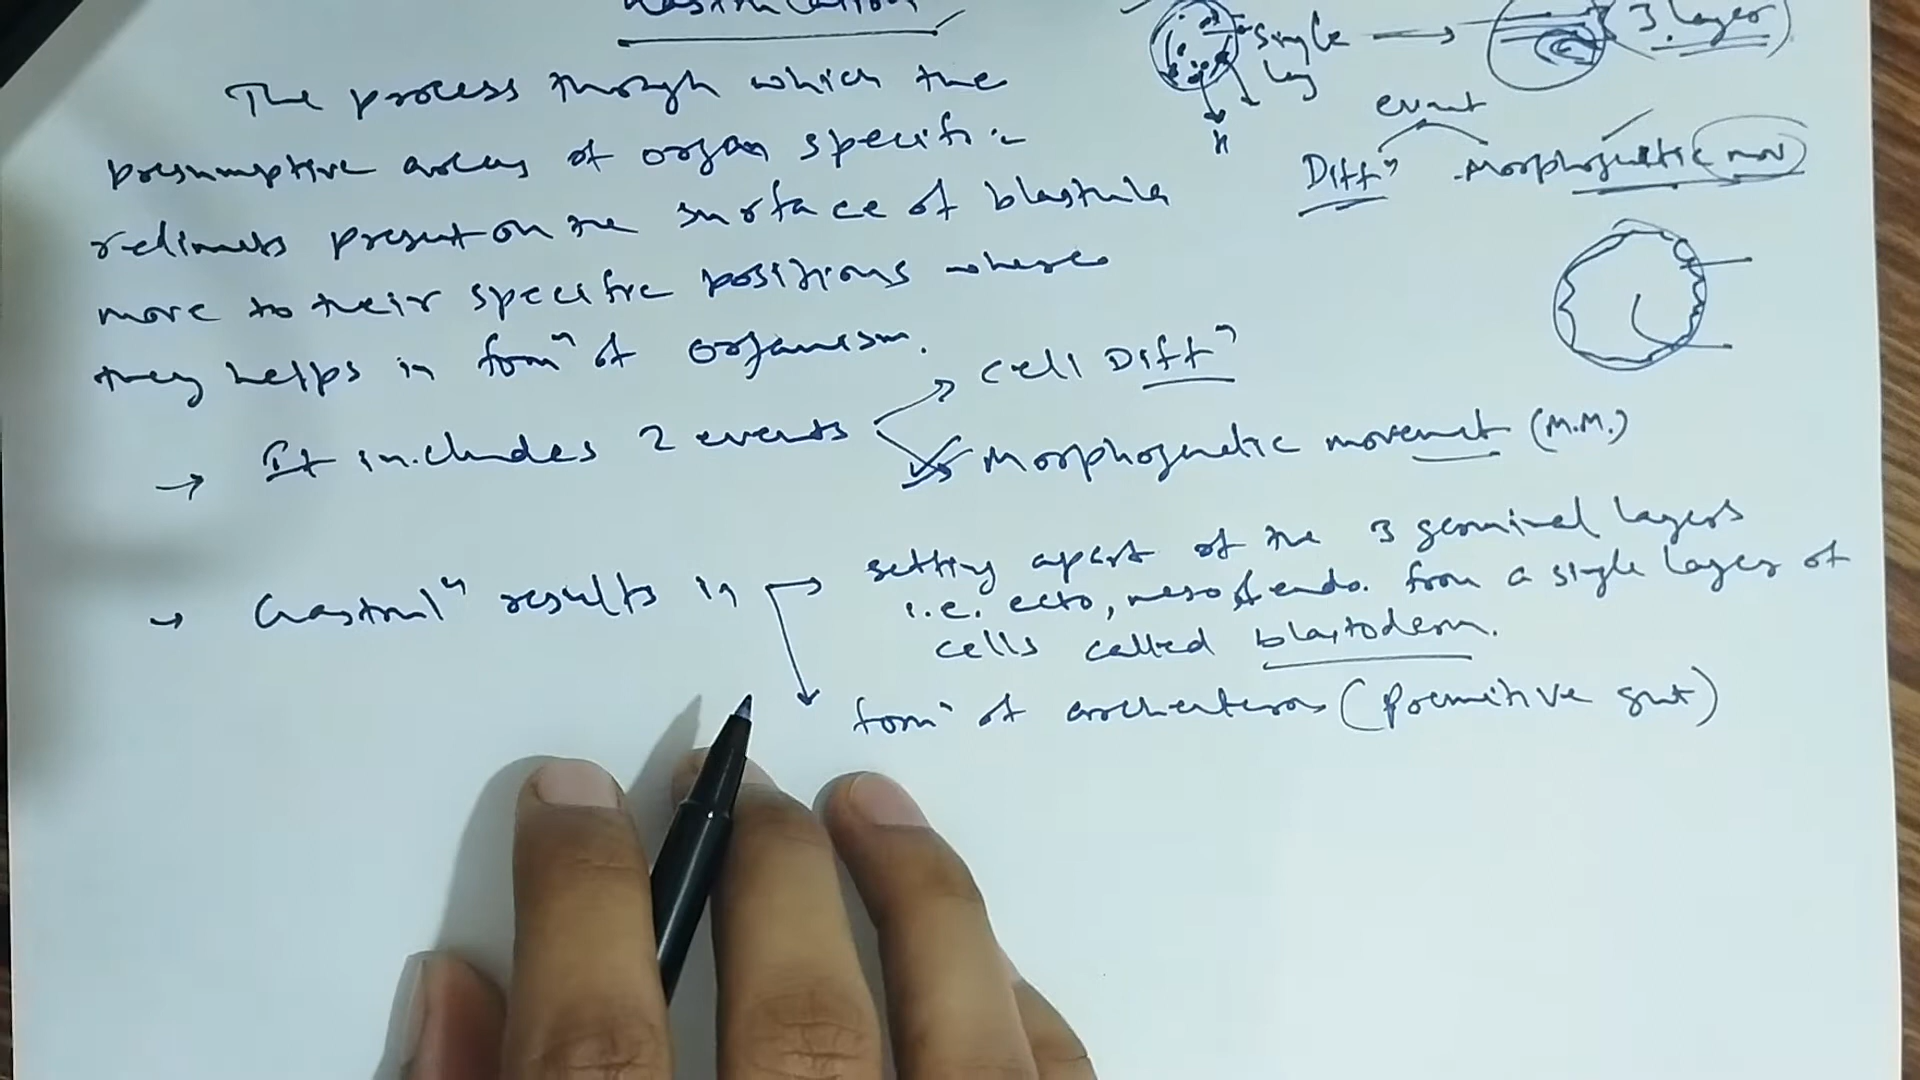 Gastrulation
The process through which the
presumptive areas of organ specific
rudiments present on the surface of blastula
move to their specific positions where
they helps in formn of organism.
→ It includes 2 events
Cell Diffn
Morphogenetic movement (M.M.)
→ Gastruln results in
setting apart of the 3 germinal layers
i.e. ecto, meso & endo. from a single layer of
cells called blastoderm.
formn of archenteron (Primitive gut)
single
→
3 layer
event
Diffn
Morphogenetic mov